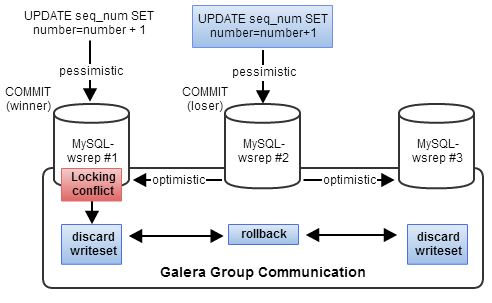 UPDATE seq_num SET
number=number + 1
UPDATE seq_num SET
number=number+1
pessimistic
pessimistic
COMMIT
(winner)
COMMIT
(loser)
MySQL-
wsrep #1
MySQL-
wsrep #2
MySQL-
wsrep #3
Locking
conflict
optimistic
optimistic
discard
writeset
rollback
discard
writeset
Galera Group Communication